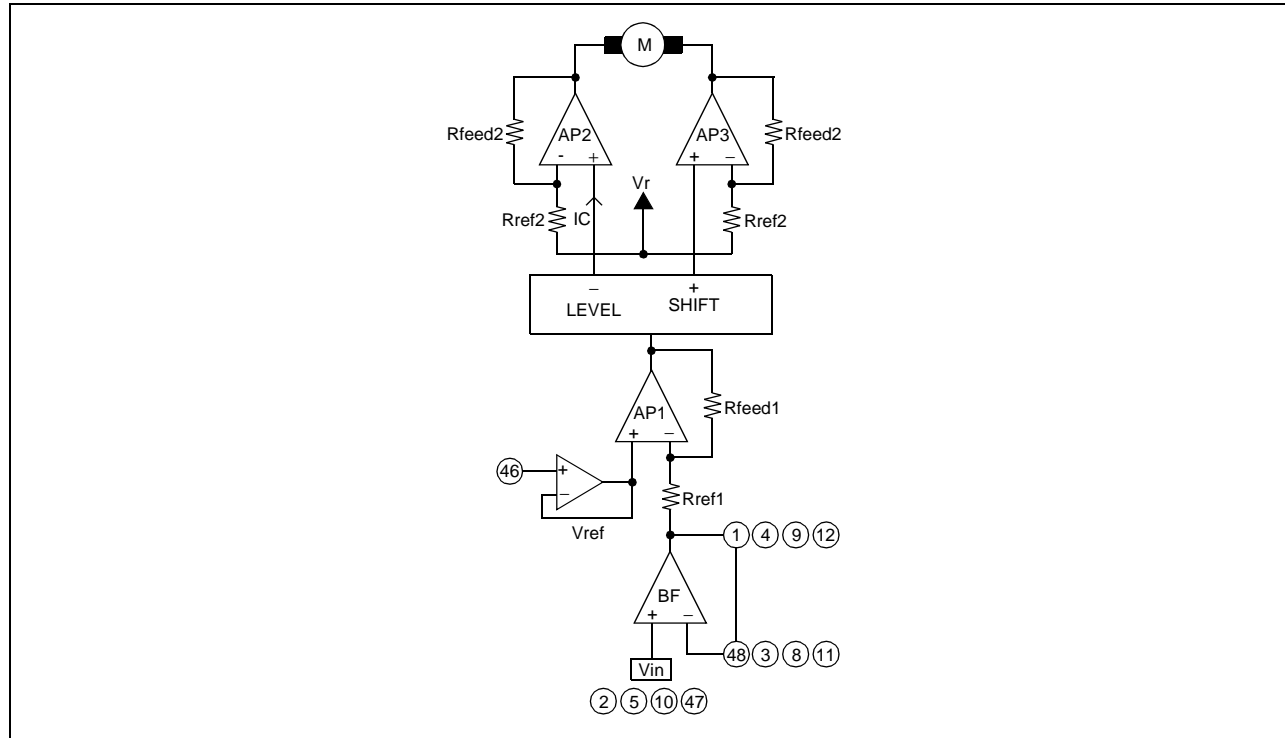 M
AP2
AP3
Rfeed2
Rfeed2
- +
+ −
Vr
Rref2
IC
Rref2
− +
LEVEL SHIFT
AP1
Rfeed1
+ −
46
+
−
Rref1
Vref
1 4 9 12
BF
+ −
48 3 8 11
Vin
2 5 10 47